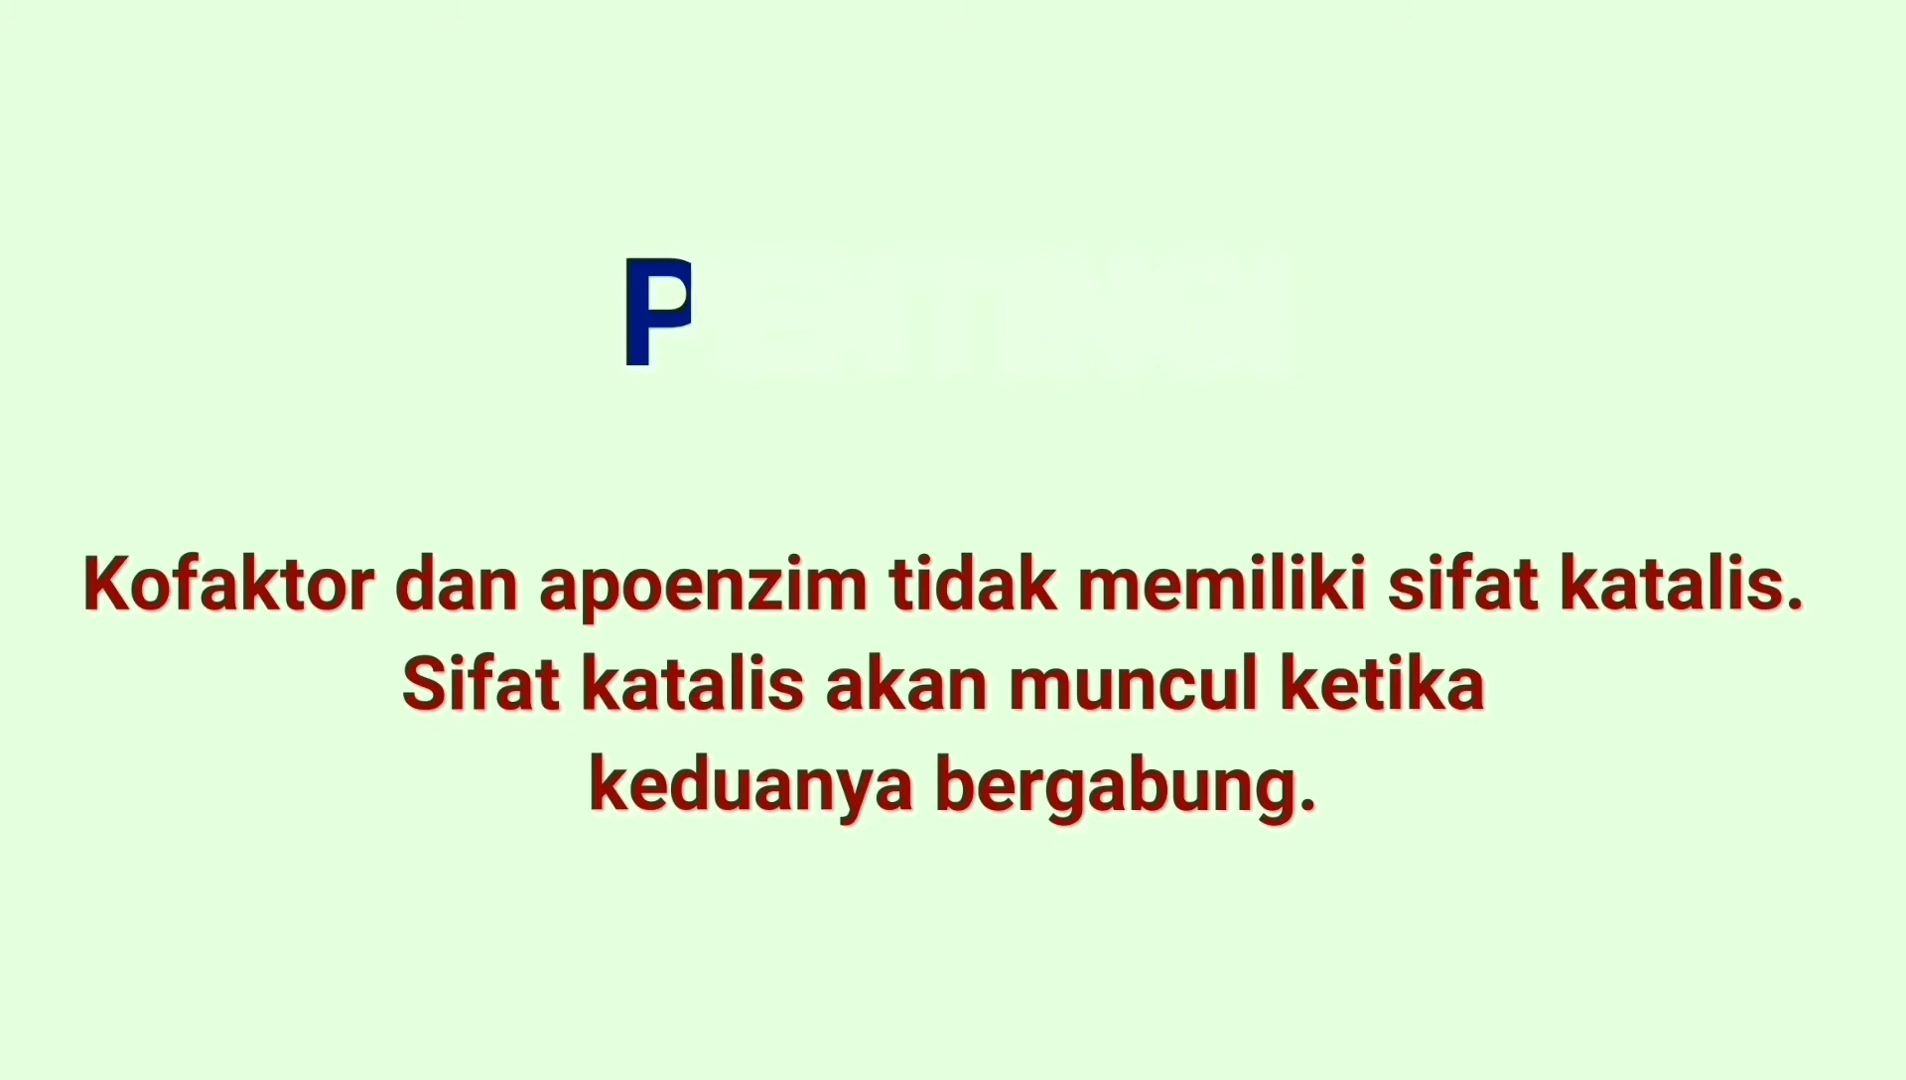 P
Kofaktor dan apoenzim tidak memiliki sifat katalis.
Sifat katalis akan muncul ketika
keduanya bergabung.